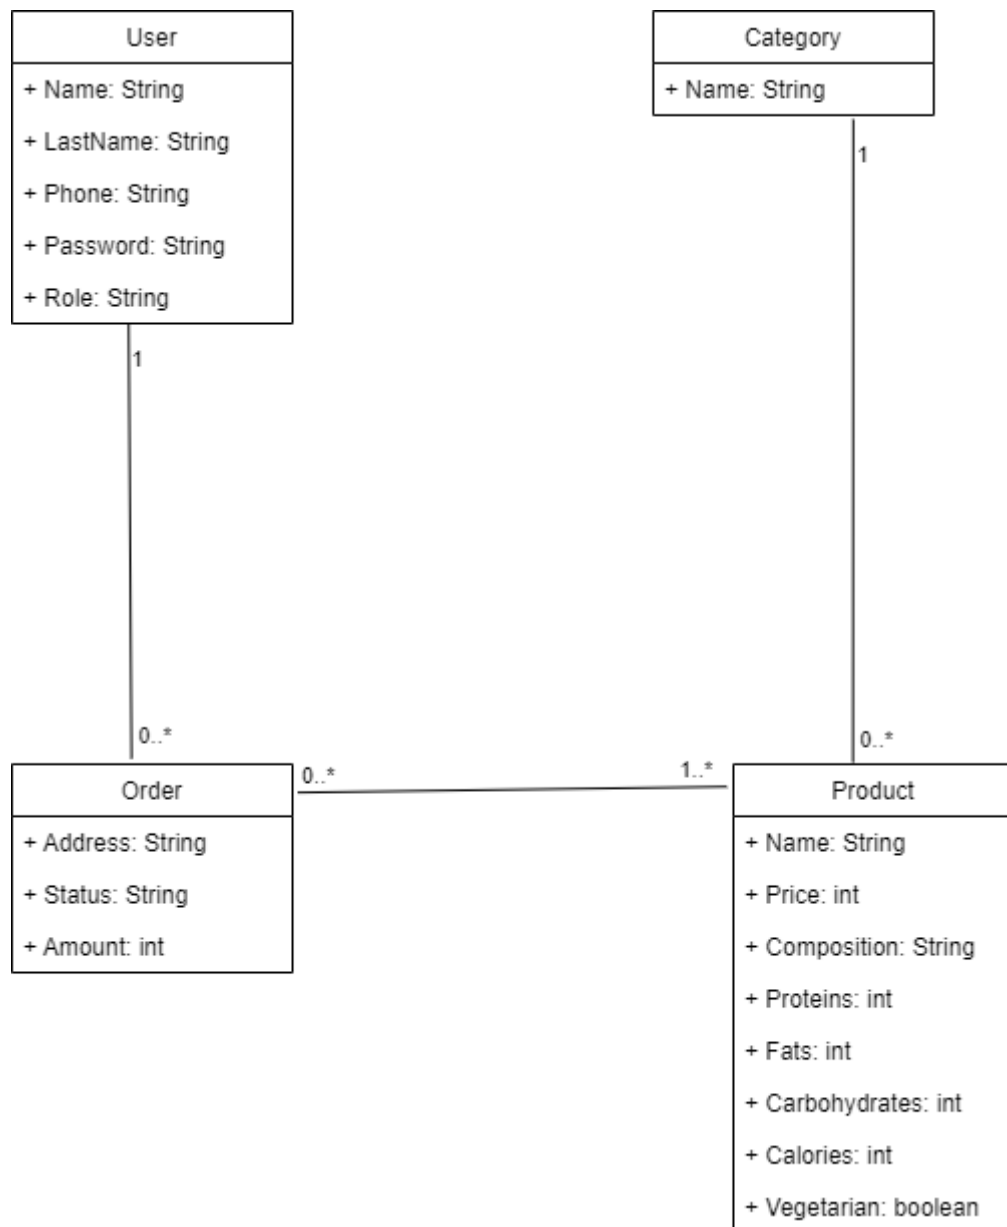 User
+ Name: String
+ LastName: String
+ Phone: String
+ Password: String
+ Role: String
1
0..*
Category
+ Name: String
1
0..*
Order
+ Address: String
+ Status: String
+ Amount: int
0..*
1..*
Product
+ Name: String
+ Price: int
+ Composition: String
+ Proteins: int
+ Fats: int
+ Carbohydrates: int
+ Calories: int
+ Vegetarian: boolean